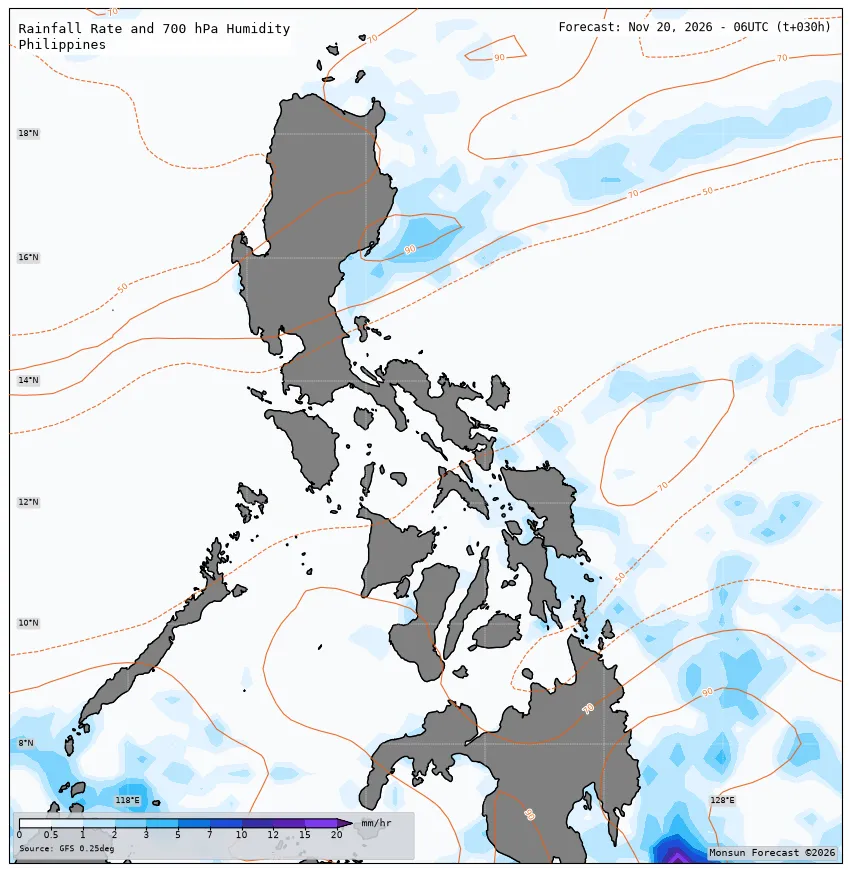 70
Rainfall Rate and 700 hPa Humidity
Philippines
Forecast: Nov 20, 2026 - 06UTC (t+030h)
70
90
70
18°N
70
50
90
16°N
50
14°N
50
70
12°N
50
10°N
90
70
8°N
118°E
128°E
90
mm/hr
0 0.5 1 2 3 5 7 10 12 15 20
Source: GFS 0.25deg
Monsun Forecast ©2026